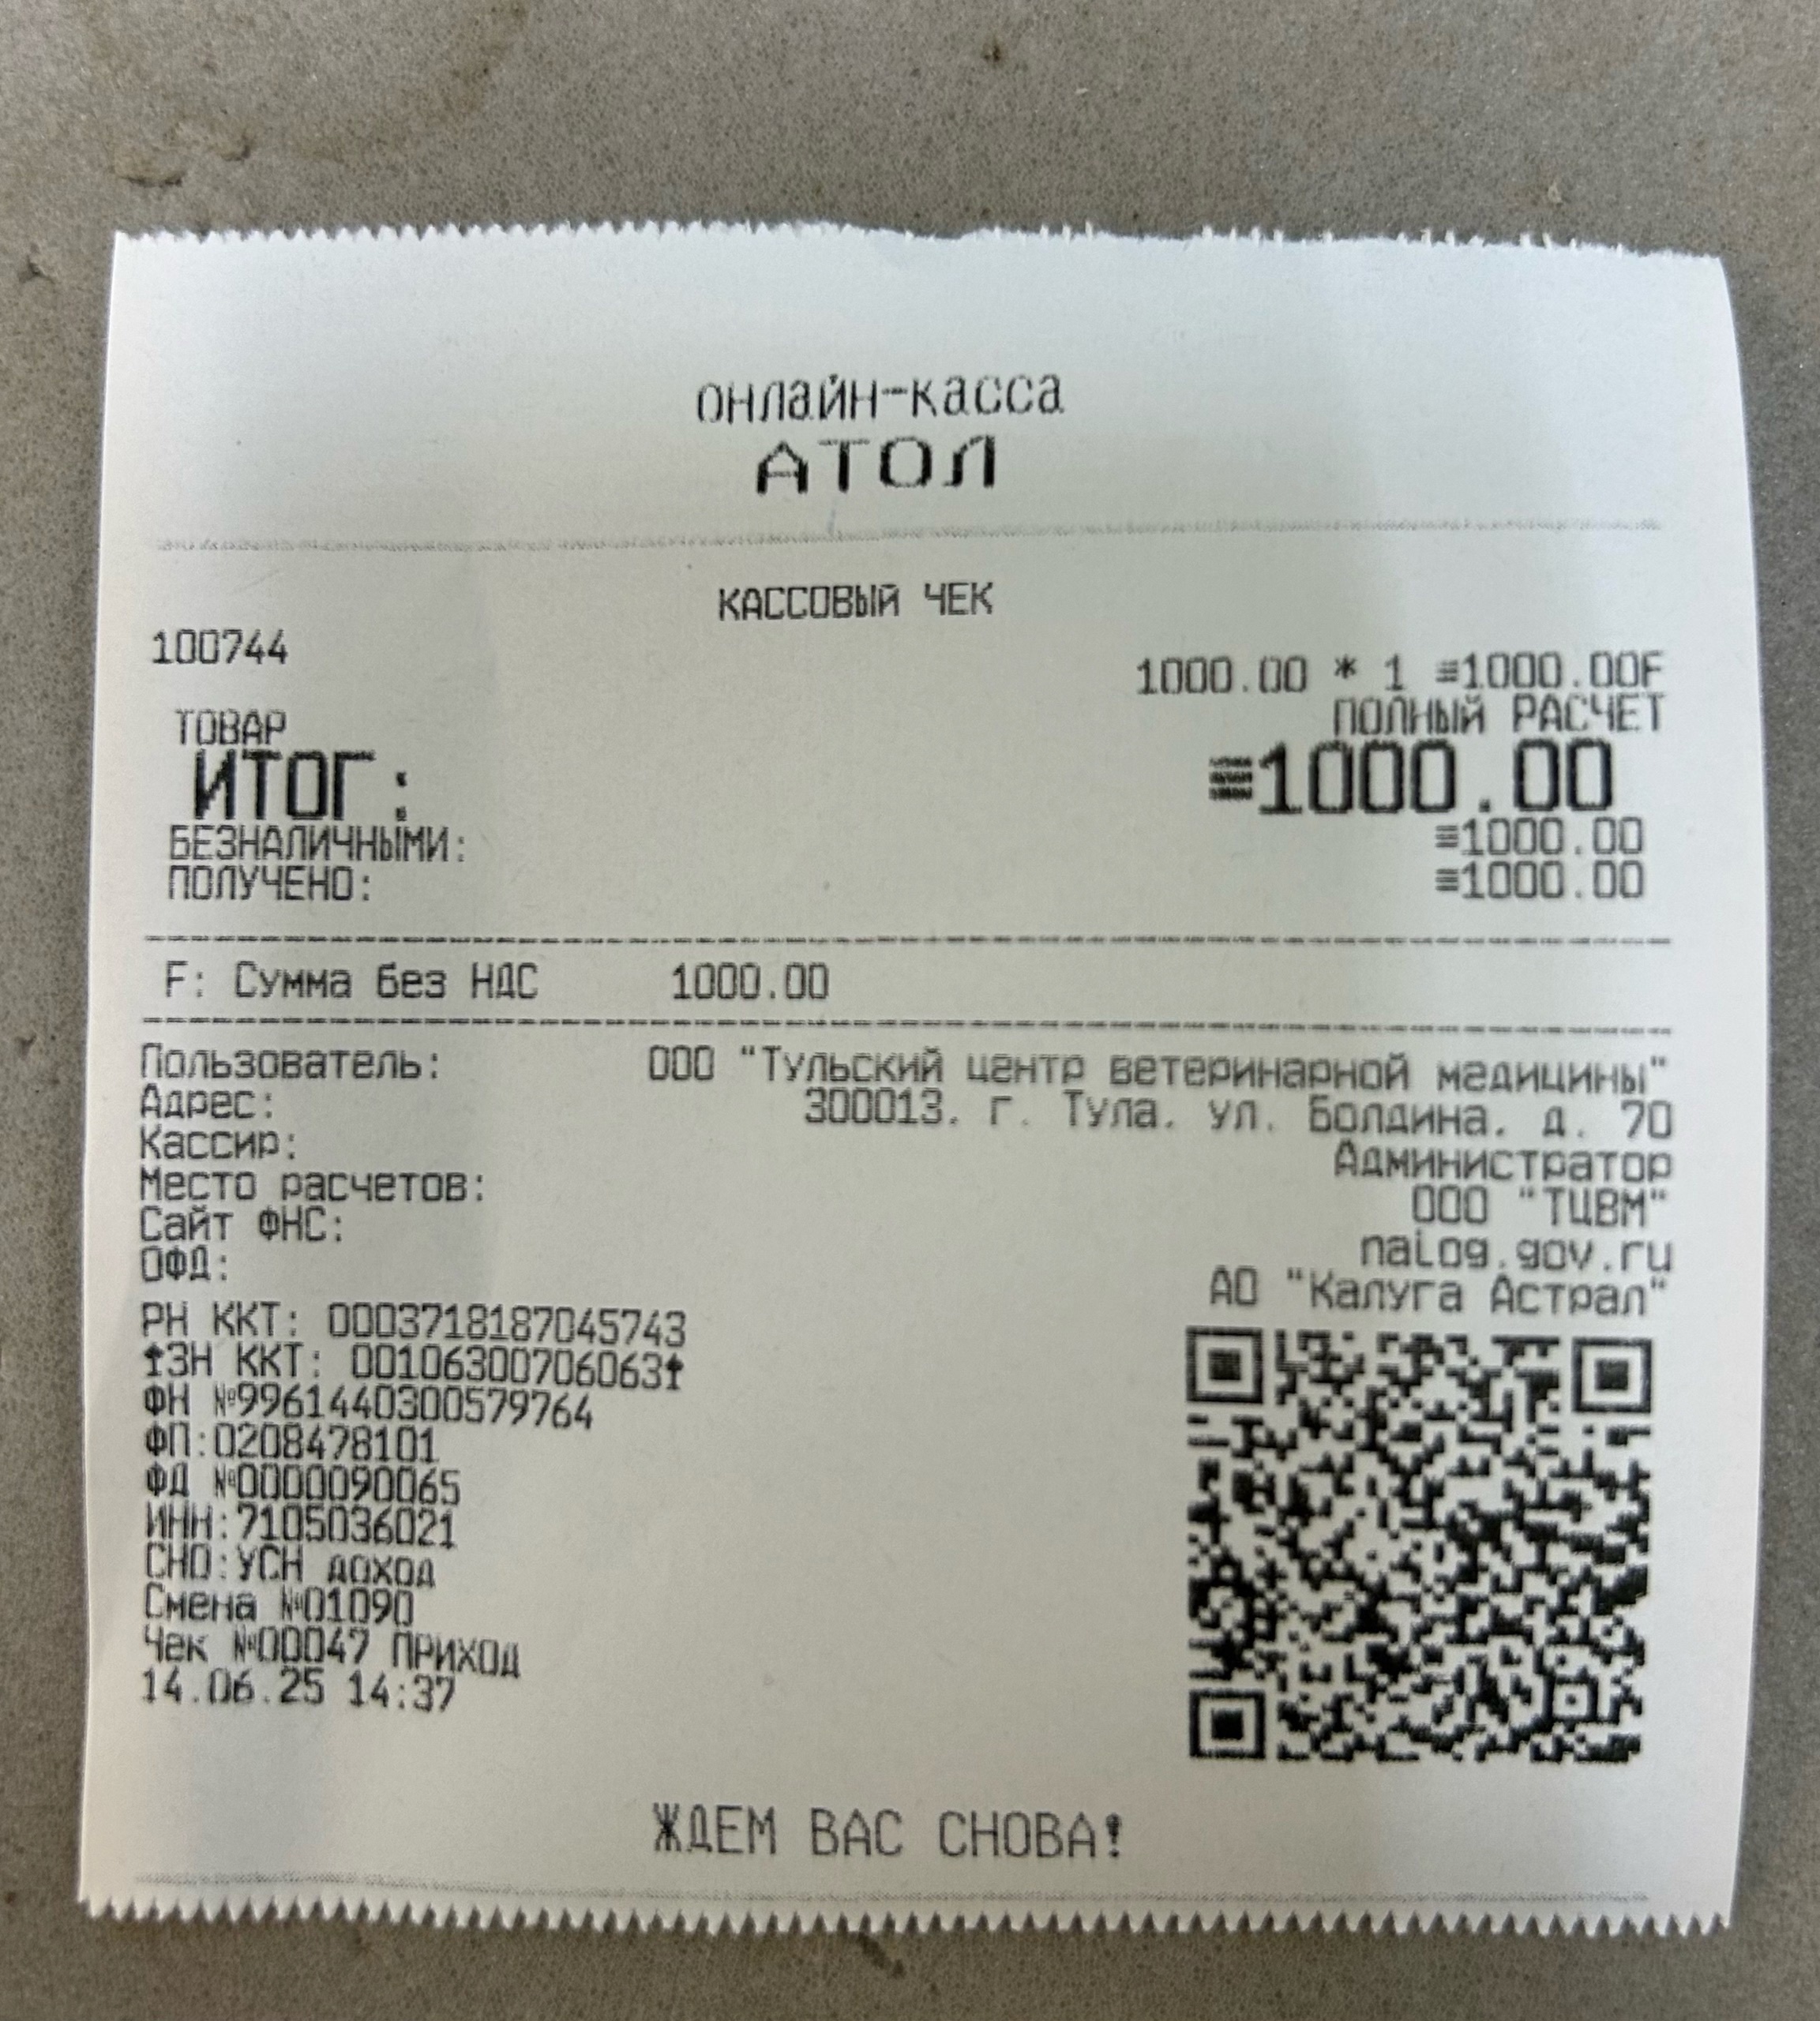 онлайн-касса
АТОЛ
КАССОВЫЙ ЧЕК
100744
1000.00 * 1 ≡1000.00F
ТОВАР ПОЛНЫЙ РАСЧЕТ
ИТОГ: ≡1000.00
БЕЗНАЛИЧНЫМИ: ≡1000.00
ПОЛУЧЕНО: ≡1000.00
F: Сумма без НДС 1000.00
Пользователь: ООО "Тульский центр ветеринарной медицины"
Адрес: 300013, г. Тула, ул. Болдина, д. 70
Кассир: Администратор
Место расчетов: ООО "ТЦВМ"
Сайт ФНС: nalog.gov.ru
ОФД: АО "Калуга Астрал"
РН ККТ: 0003718187045743
↑ЗН ККТ: 00106300706063↑
ФН №9961440300579764
ФП:0208478101
ФД №0000090065
ИНН:7105036021
СНО:УСН доход
Смена №01090
Чек №00047 ПРИХОД
14.06.25 14:37
ЖДЕМ ВАС СНОВА!